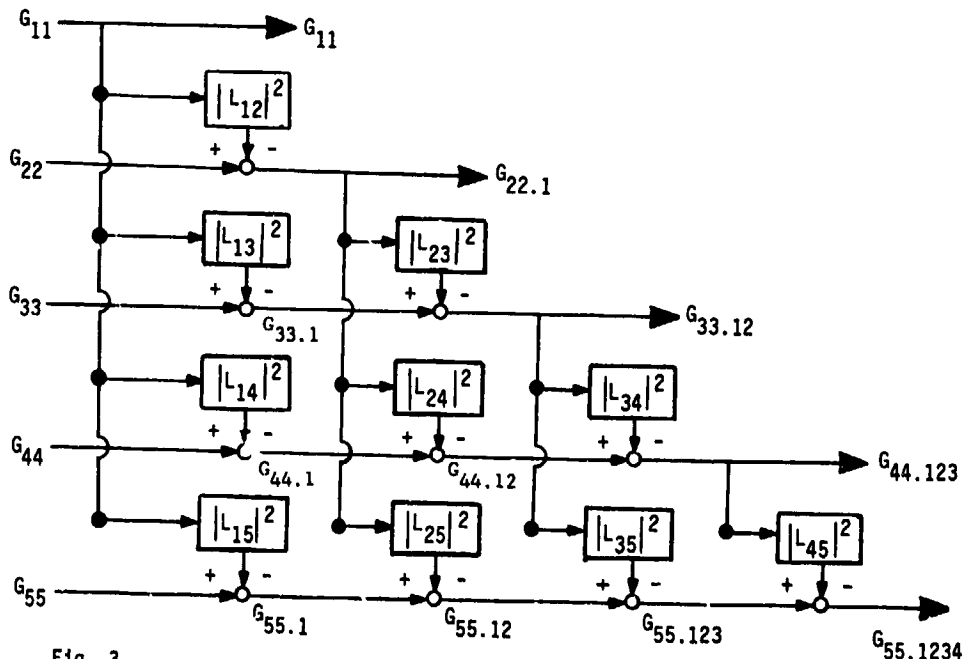 G11 G11
|L12|²
+ -
G22 G22.1
|L13|² |L23|²
+ - + -
G33 G33.1 G33.12
|L14|² |L24|² |L34|²
+ - + - + -
G44 G44.1 G44.12 G44.123
|L15|² |L25|² |L35|² |L45|²
+ - + - + - + -
G55 G55.1 G55.12 G55.123 G55.1234
Fig. 3